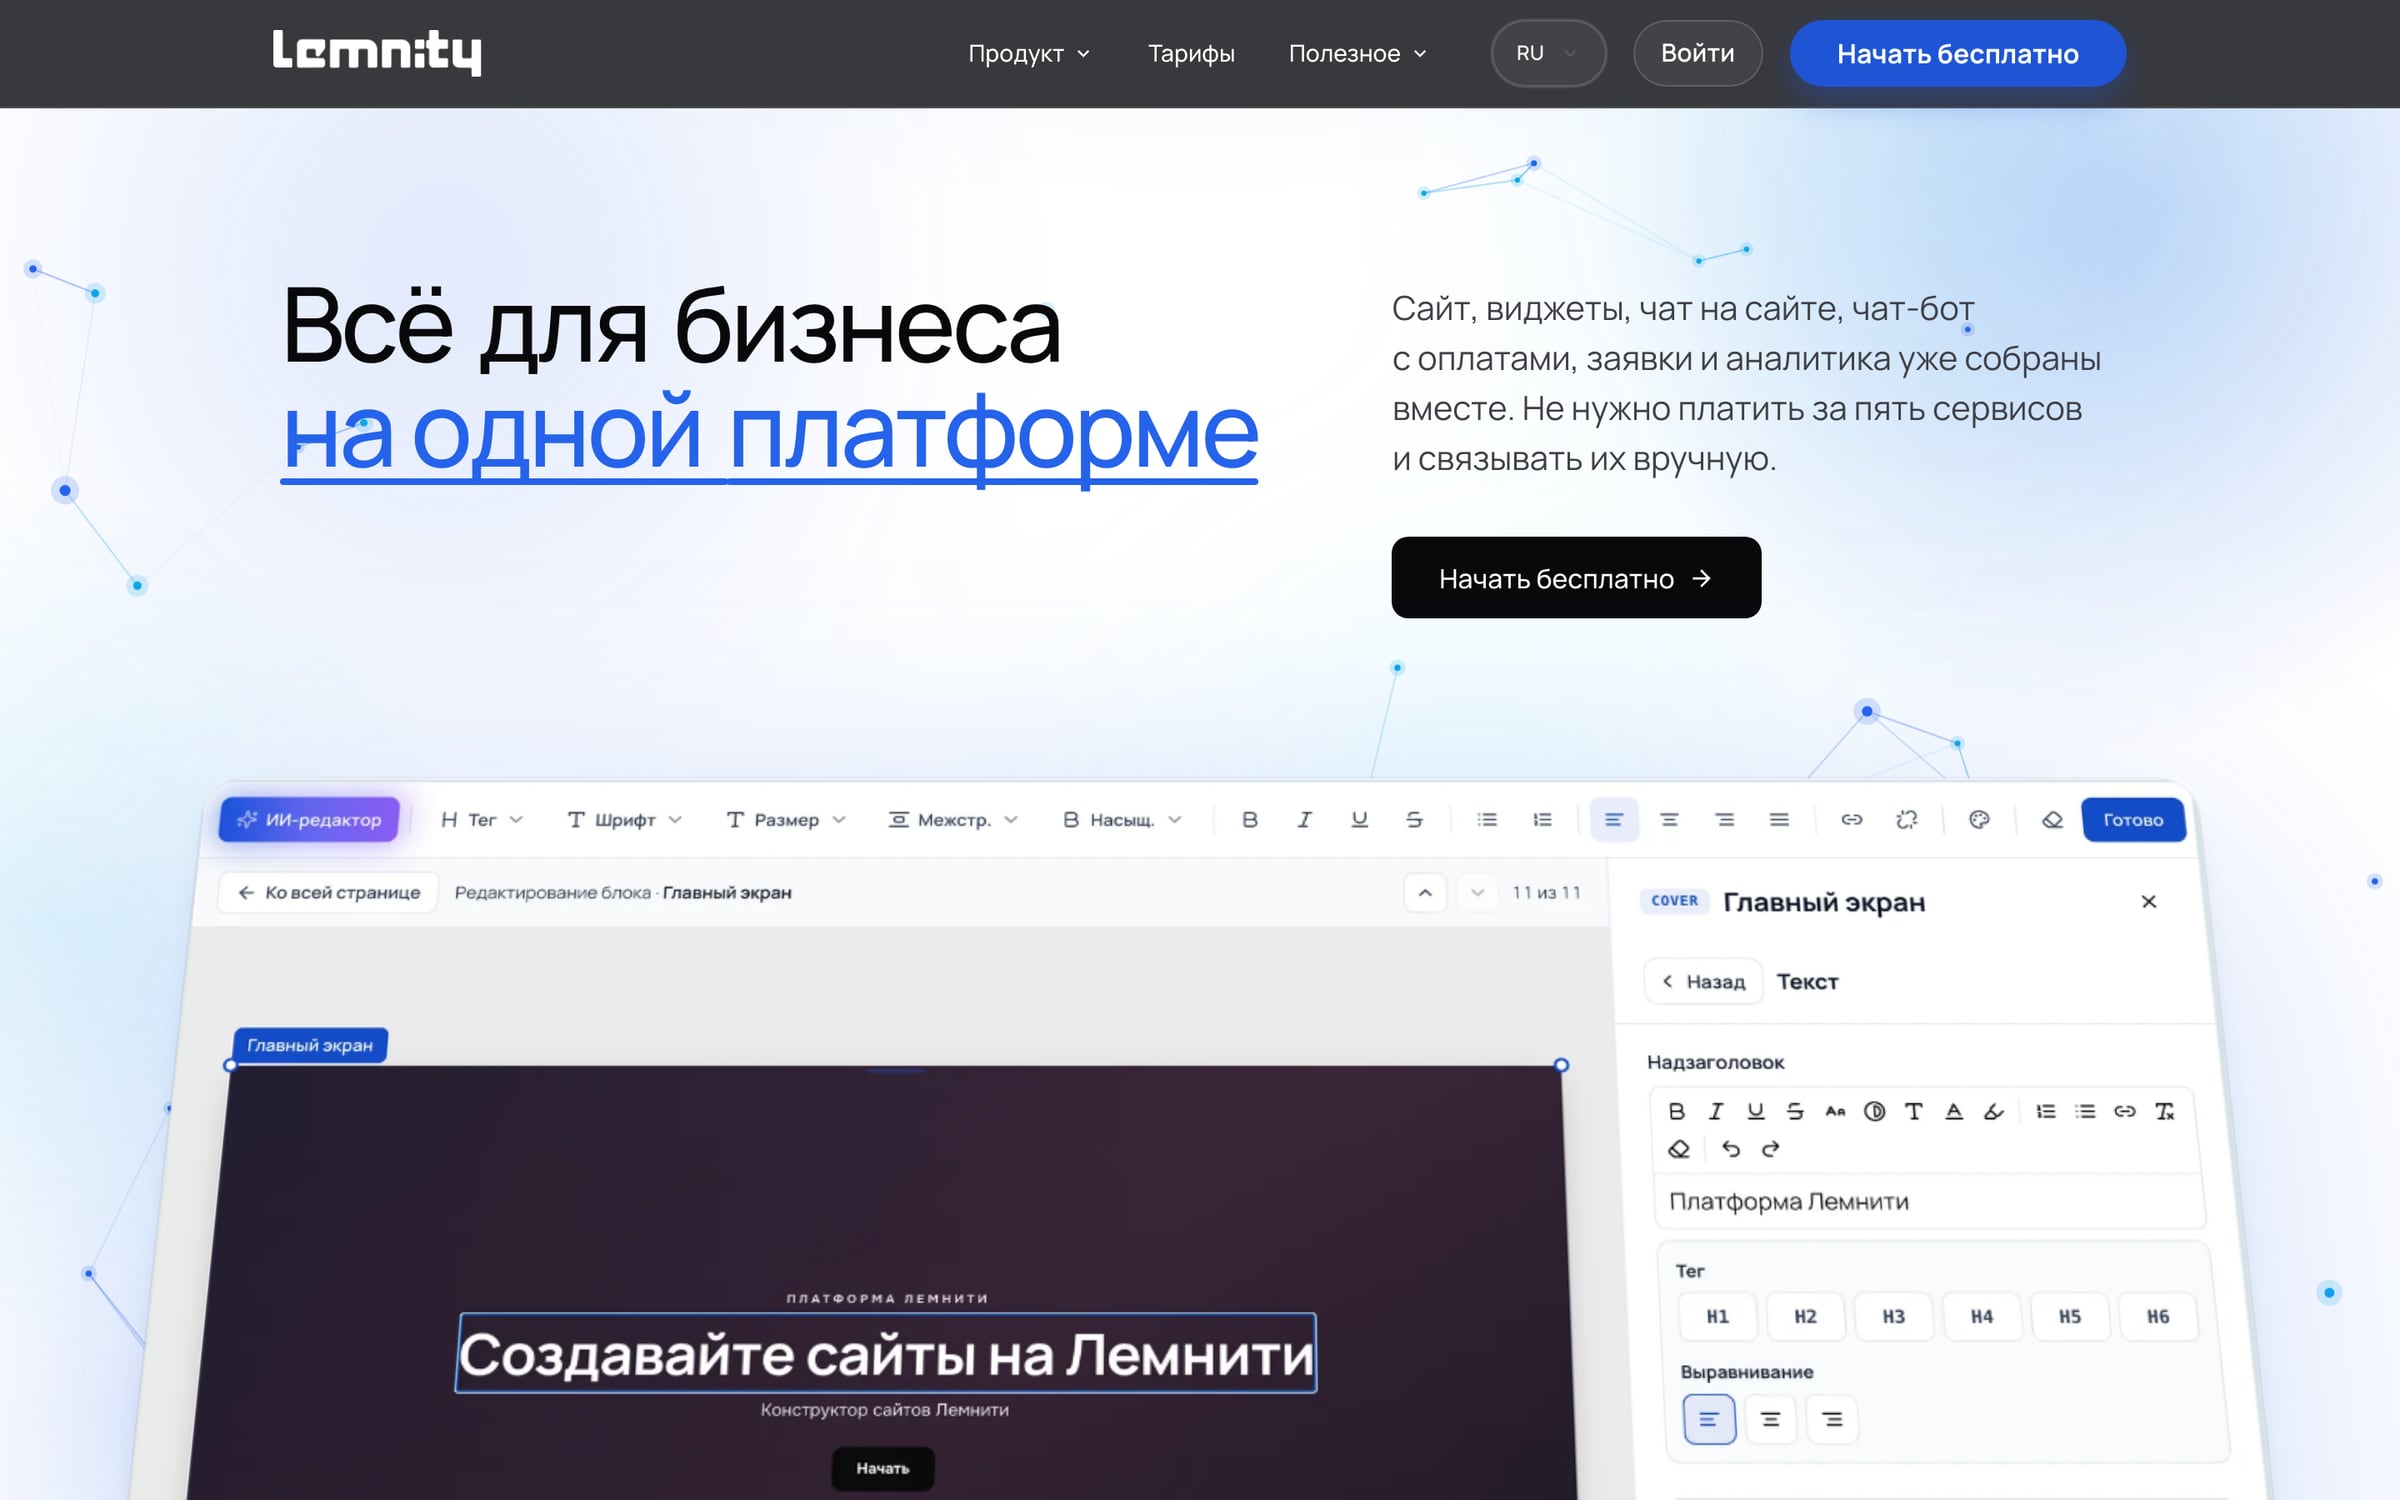 Lemnity
Продукт
Тарифы
Полезное
RU
Войти
Начать бесплатно
Всё для бизнеса
на одной платформе
Сайт, виджеты, чат на сайте, чат-бот
с оплатами, заявки и аналитика уже собраны
вместе. Не нужно платить за пять сервисов
и связывать их вручную.
Начать бесплатно →
ИИ-редактор
H Тег
T Шрифт
T Размер
Межстр.
B Насыщ.
B I U S
Готово
← Ко всей странице
Редактирование блока · Главный экран
11 из 11
COVER
Главный экран
Назад
Текст
Главный экран
Надзаголовок
B I U S Aa T A Tx
Платформа Лемнити
Тег
H1 H2 H3 H4 H5 H6
Выравнивание
ПЛАТФОРМА ЛЕМНИТИ
Создавайте сайты на Лемнити
Конструктор сайтов Лемнити
Начать